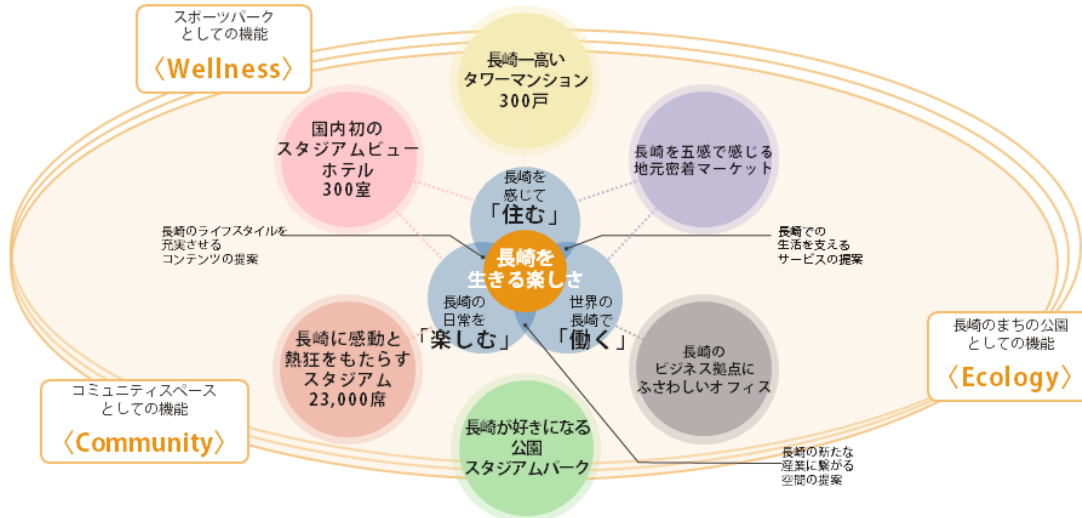 スポーツパーク
としての機能
〈Wellness〉
長崎一高い
タワーマンション
300戸
国内初の
スタジアムビュー
ホテル
300室
長崎を五感で感じる
地元密着マーケット
長崎を
感じて
「住む」
長崎のライフスタイルを
充実させる
コンテンツの提案
長崎での
生活を支える
サービスの提案
長崎を
生きる楽しさ
長崎の
日常を
「楽しむ」
世界の
長崎で
「働く」
長崎に感動と
熱狂をもたらす
スタジアム
23,000席
長崎の
ビジネス拠点に
ふさわしいオフィス
長崎のまちの公園
としての機能
〈Ecology〉
コミュニティスペース
としての機能
〈Community〉
長崎が好きになる
公園
スタジアムパーク
長崎の新たな
産業に繋がる
空間の提案